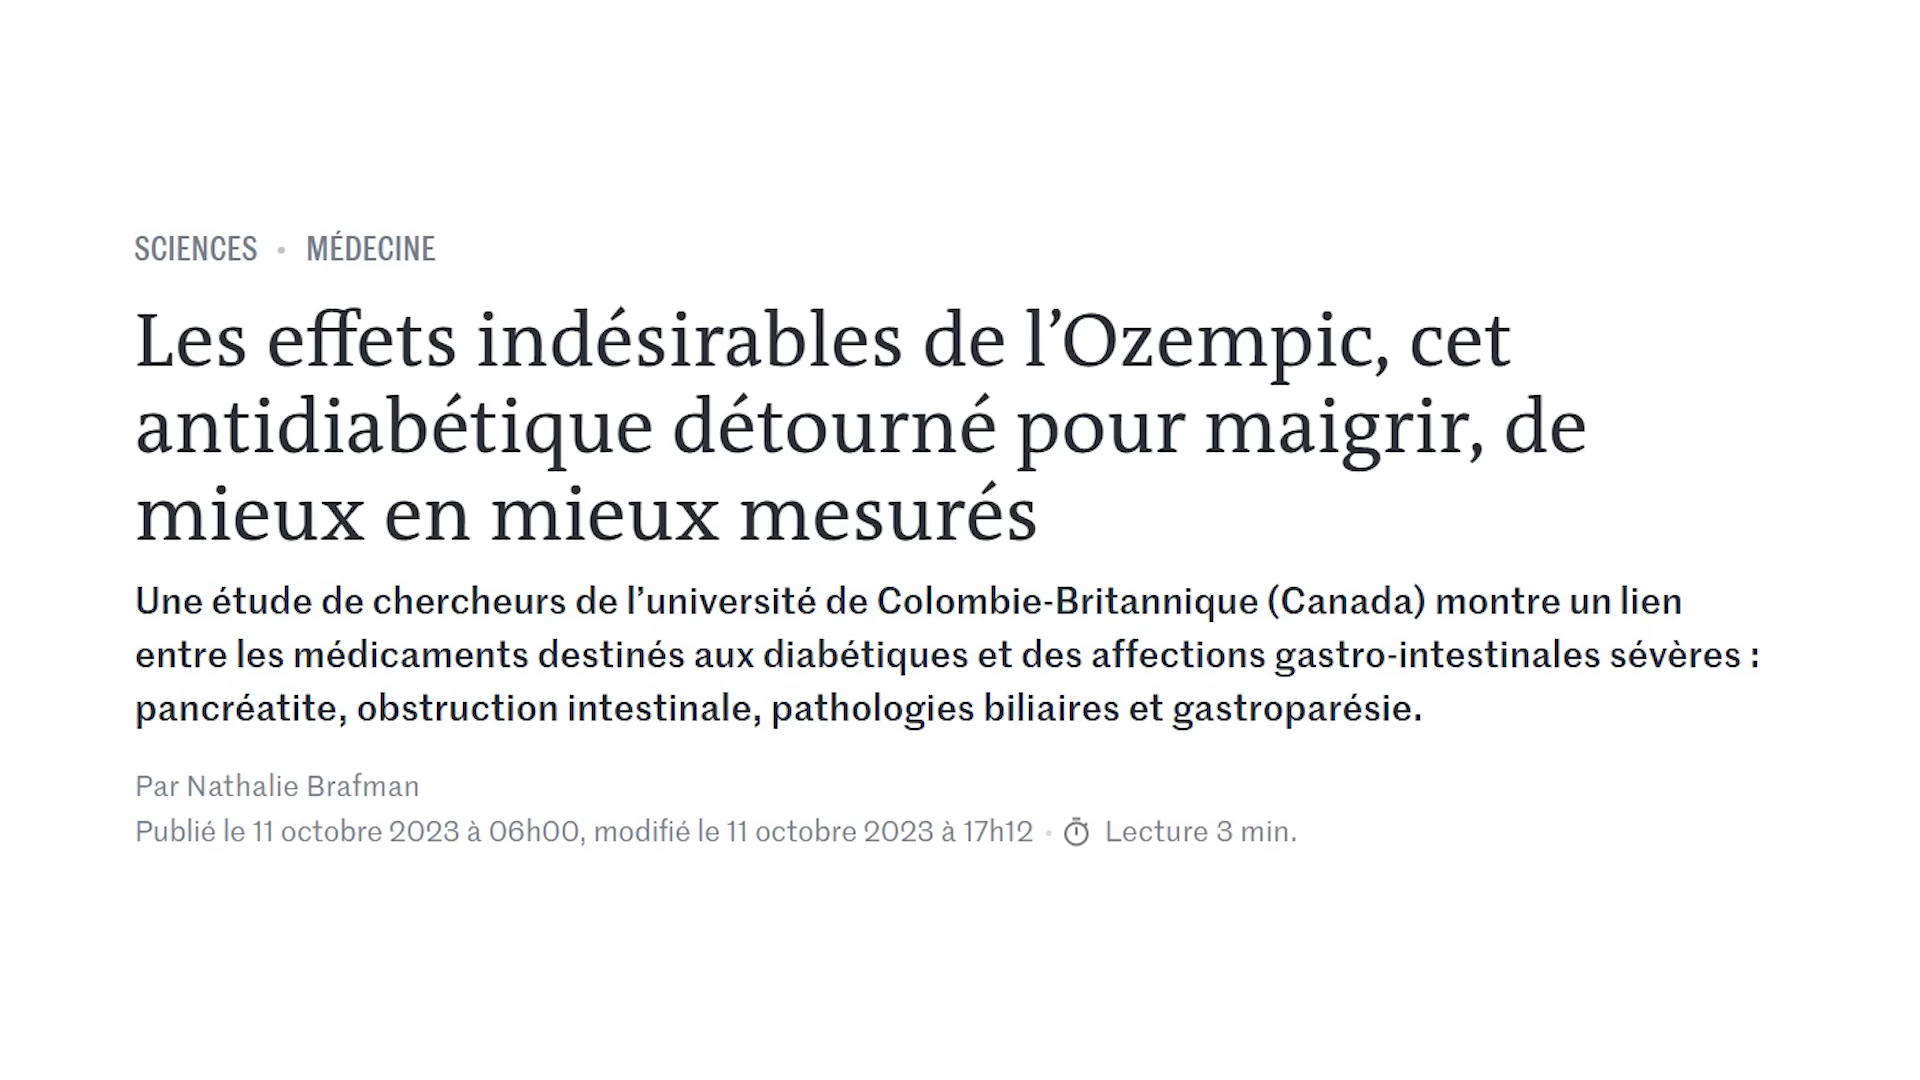 SCIENCES • MÉDECINE
Les effets indésirables de l’Ozempic, cet
antidiabétique détourné pour maigrir, de
mieux en mieux mesurés
Une étude de chercheurs de l’université de Colombie-Britannique (Canada) montre un lien
entre les médicaments destinés aux diabétiques et des affections gastro-intestinales sévères :
pancréatite, obstruction intestinale, pathologies biliaires et gastroparésie.
Par Nathalie Brafman
Publié le 11 octobre 2023 à 06h00, modifié le 11 octobre 2023 à 17h12 • Lecture 3 min.